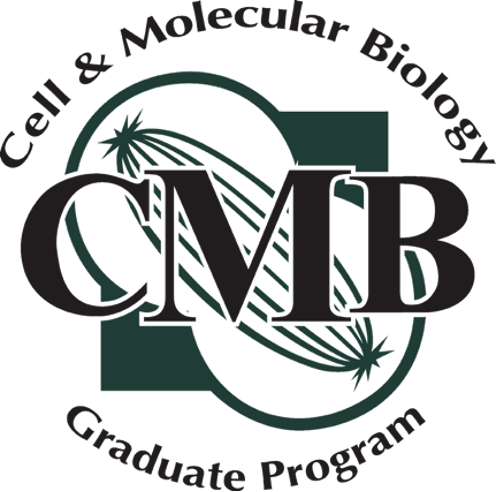 Cell & Molecular Biology
CMB
Graduate Program